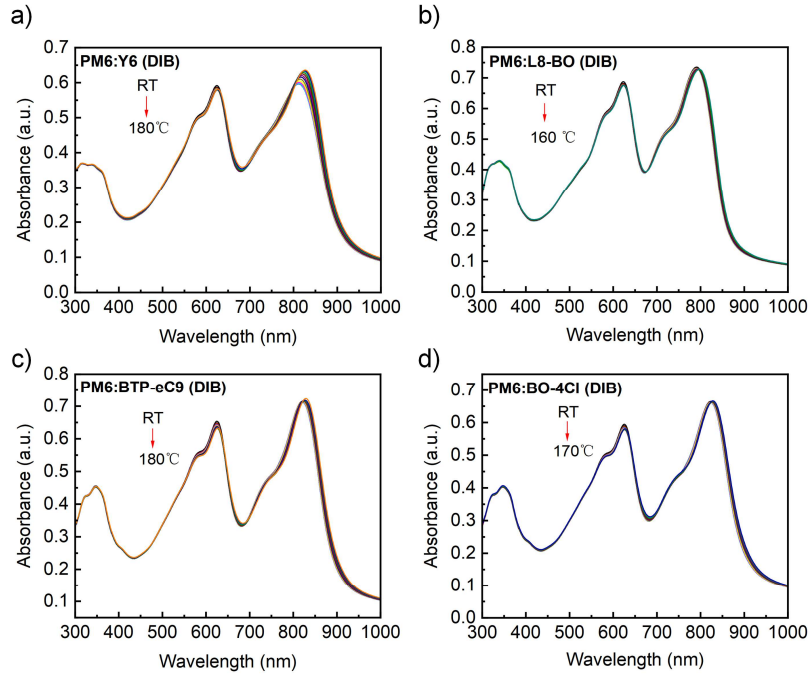 a)
PM6:Y6 (DIB)
RT
180℃
0.7
0.6
0.5
0.4
0.3
0.2
0.1
0.0
300 400 500 600 700 800 900 1000
Absorbance (a.u.)
Wavelength (nm)
b)
PM6:L8-BO (DIB)
RT
160 ℃
0.8
0.7
0.6
0.5
0.4
0.3
0.2
0.1
0.0
300 400 500 600 700 800 900 1000
Absorbance (a.u.)
Wavelength (nm)
c)
PM6:BTP-eC9 (DIB)
RT
180℃
0.8
0.7
0.6
0.5
0.4
0.3
0.2
0.1
300 400 500 600 700 800 900 1000
Absorbance (a.u.)
Wavelength (nm)
d)
PM6:BO-4Cl (DIB)
RT
170℃
0.7
0.6
0.5
0.4
0.3
0.2
0.1
0.0
300 400 500 600 700 800 900 1000
Absorbance (a.u.)
Wavelength (nm)